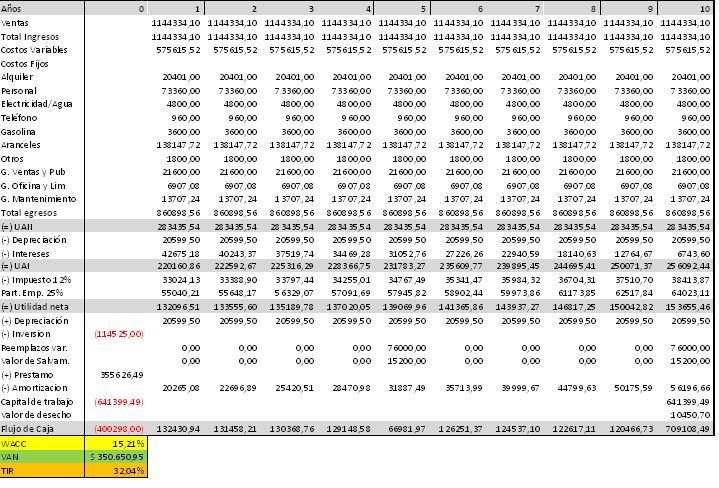 Años 0 1 2 3 4 5 6 7 8 9 10
Ventas 1144334,10 1144334,10 1144334,10 1144334,10 1144334,10 1144334,10 1144334,10 1144334,10 1144334,10 1144334,10
Total Ingresos 1144334,10 1144334,10 1144334,10 1144334,10 1144334,10 1144334,10 1144334,10 1144334,10 1144334,10 1144334,10
Costos Variables 575615,52 575615,52 575615,52 575615,52 575615,52 575615,52 575615,52 575615,52 575615,52 575615,52
Costos Fijos
Alquiler 20401,00 20401,00 20401,00 20401,00 20401,00 20401,00 20401,00 20401,00 20401,00 20401,00
Personal 73360,00 73360,00 73360,00 73360,00 73360,00 73360,00 73360,00 73360,00 73360,00 73360,00
Electricidad/Agua 4800,00 4800,00 4800,00 4800,00 4800,00 4800,00 4800,00 4800,00 4800,00 4800,00
Teléfono 960,00 960,00 960,00 960,00 960,00 960,00 960,00 960,00 960,00 960,00
Gasolina 3600,00 3600,00 3600,00 3600,00 3600,00 3600,00 3600,00 3600,00 3600,00 3600,00
Aranceles 138147,72 138147,72 138147,72 138147,72 138147,72 138147,72 138147,72 138147,72 138147,72 138147,72
Otros 1800,00 1800,00 1800,00 1800,00 1800,00 1800,00 1800,00 1800,00 1800,00 1800,00
G. Ventas y Pub 21600,00 21600,00 21600,00 21600,00 21600,00 21600,00 21600,00 21600,00 21600,00 21600,00
G. Oficina y Lim 6907,08 6907,08 6907,08 6907,08 6907,08 6907,08 6907,08 6907,08 6907,08 6907,08
G. Mantenimiento 13707,24 13707,24 13707,24 13707,24 13707,24 13707,24 13707,24 13707,24 13707,24 13707,24
Total egresos 860898,56 860898,56 860898,56 860898,56 860898,56 860898,56 860898,56 860898,56 860898,56 860898,56
(=) UAII 283435,54 283435,54 283435,54 283435,54 283435,54 283435,54 283435,54 283435,54 283435,54 283435,54
(-) Depreciación 20599,50 20599,50 20599,50 20599,50 20599,50 20599,50 20599,50 20599,50 20599,50 20599,50
(-) Intereses 42675,18 40243,37 37519,74 34469,28 31052,76 27226,26 22940,59 18140,63 12764,67 6743,60
(=) UAI 220160,86 222592,67 225316,29 228366,75 231783,27 235609,77 239895,45 244695,41 250071,37 256092,44
(-) Impuesto 12% 33024,13 33388,90 33797,44 34255,01 34767,49 35341,47 35984,32 36704,31 37510,70 38413,87
Part. Emp. 25% 55040,21 55648,17 56329,07 57091,69 57945,82 58902,44 59973,86 61173,85 62517,84 64023,11
(=) Utilidad neta 132096,51 133555,60 135189,78 137020,05 139069,96 141365,86 143937,27 146817,25 150042,82 153655,46
(+) Depreciación 20599,50 20599,50 20599,50 20599,50 20599,50 20599,50 20599,50 20599,50 20599,50 20599,50
(-) Inversion (114525,00)
Reemplazos var. 0,00 0,00 0,00 0,00 76000,00 0,00 0,00 0,00 0,00 76000,00
Valor de Salvam. 0,00 0,00 0,00 0,00 15200,00 0,00 0,00 0,00 0,00 15200,00
(+) Prestamo 355626,49
(-) Amortizacion 20265,08 22696,89 25420,51 28470,98 31887,49 35713,99 39999,67 44799,63 50175,59 56196,66
Capital de trabajo (641399,49) 641399,49
Valor de desecho 10450,70
Flujo de Caja (400298,00) 132430,94 131458,21 130368,76 129148,58 66981,97 126251,37 124537,10 122617,11 120466,73 709108,49
WACC 15,21%
VAN $ 350.650,95
TIR 32,04%